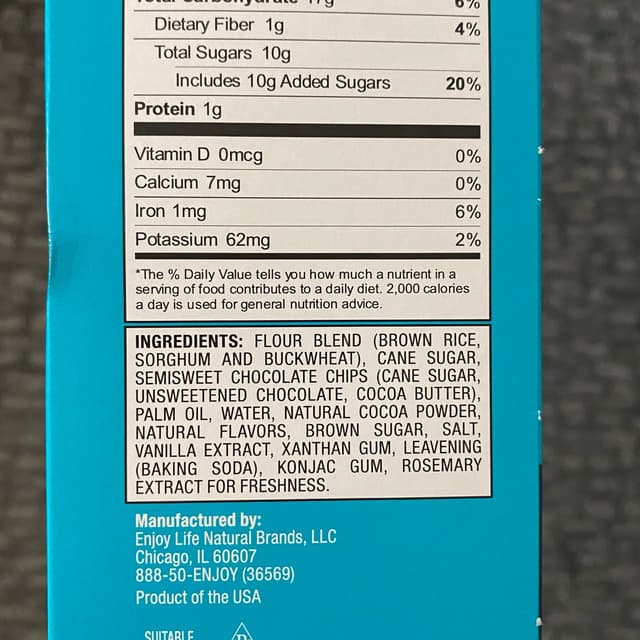 Total Carbohydrate 17g 6%
Dietary Fiber 1g 4%
Total Sugars 10g
Includes 10g Added Sugars 20%
Protein 1g
Vitamin D 0mcg 0%
Calcium 7mg 0%
Iron 1mg 6%
Potassium 62mg 2%
*The % Daily Value tells you how much a nutrient in a
serving of food contributes to a daily diet. 2,000 calories
a day is used for general nutrition advice.
INGREDIENTS: FLOUR BLEND (BROWN RICE,
SORGHUM AND BUCKWHEAT), CANE SUGAR,
SEMISWEET CHOCOLATE CHIPS (CANE SUGAR,
UNSWEETENED CHOCOLATE, COCOA BUTTER),
PALM OIL, WATER, NATURAL COCOA POWDER,
NATURAL FLAVORS, BROWN SUGAR, SALT,
VANILLA EXTRACT, XANTHAN GUM, LEAVENING
(BAKING SODA), KONJAC GUM, ROSEMARY
EXTRACT FOR FRESHNESS.
Manufactured by:
Enjoy Life Natural Brands, LLC
Chicago, IL 60607
888-50-ENJOY (36569)
Product of the USA
SUITABLE